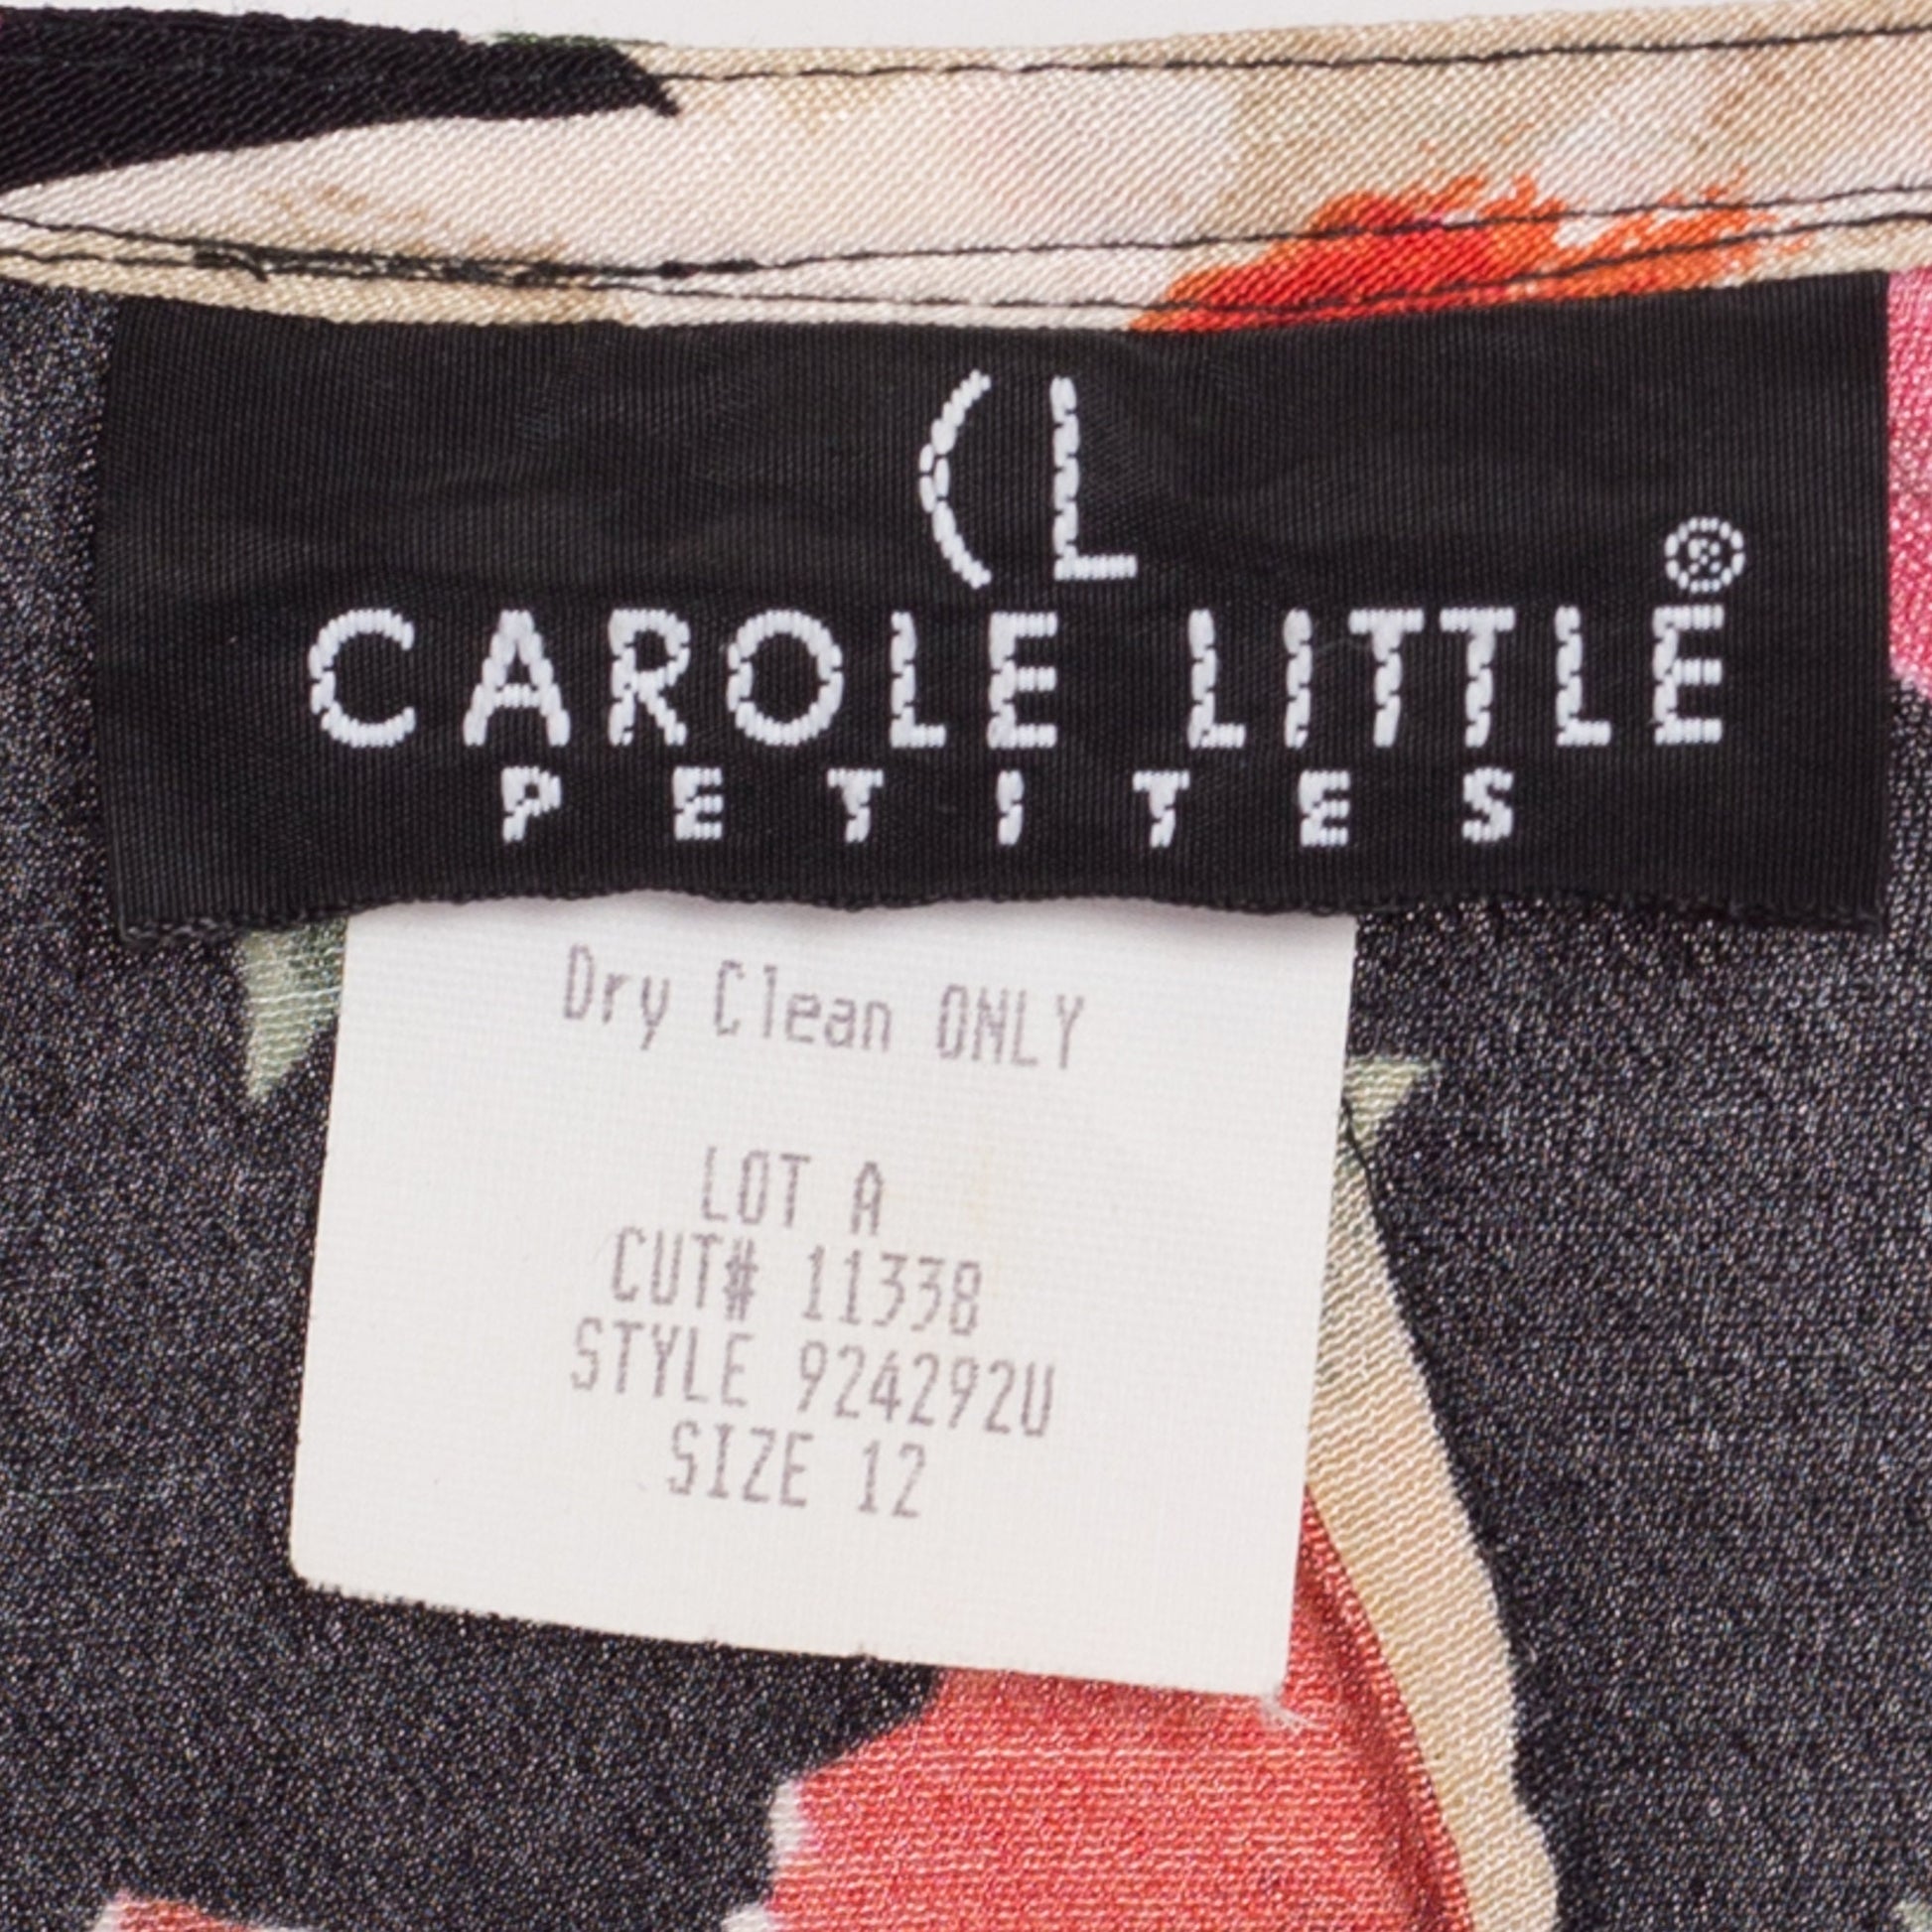 CL
CAROLE LITTLE®
PETITES
Dry Clean ONLY
LOT A
CUT# 11338
STYLE 924292U
SIZE 12